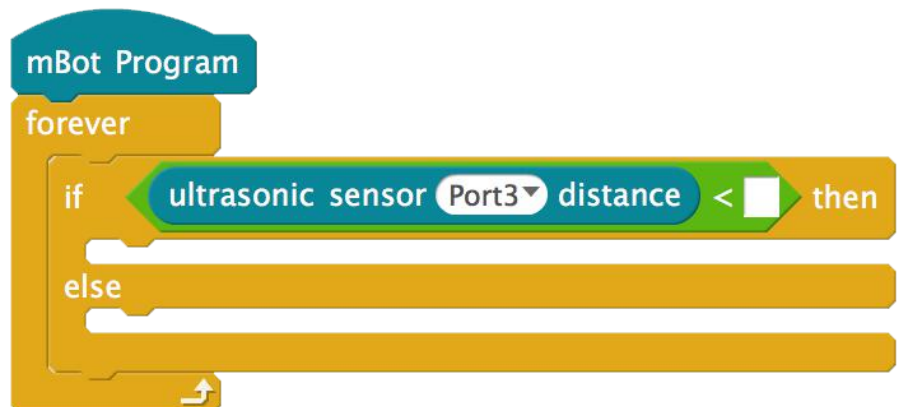 mBot Program
forever
if ultrasonic sensor Port3 distance < then
else